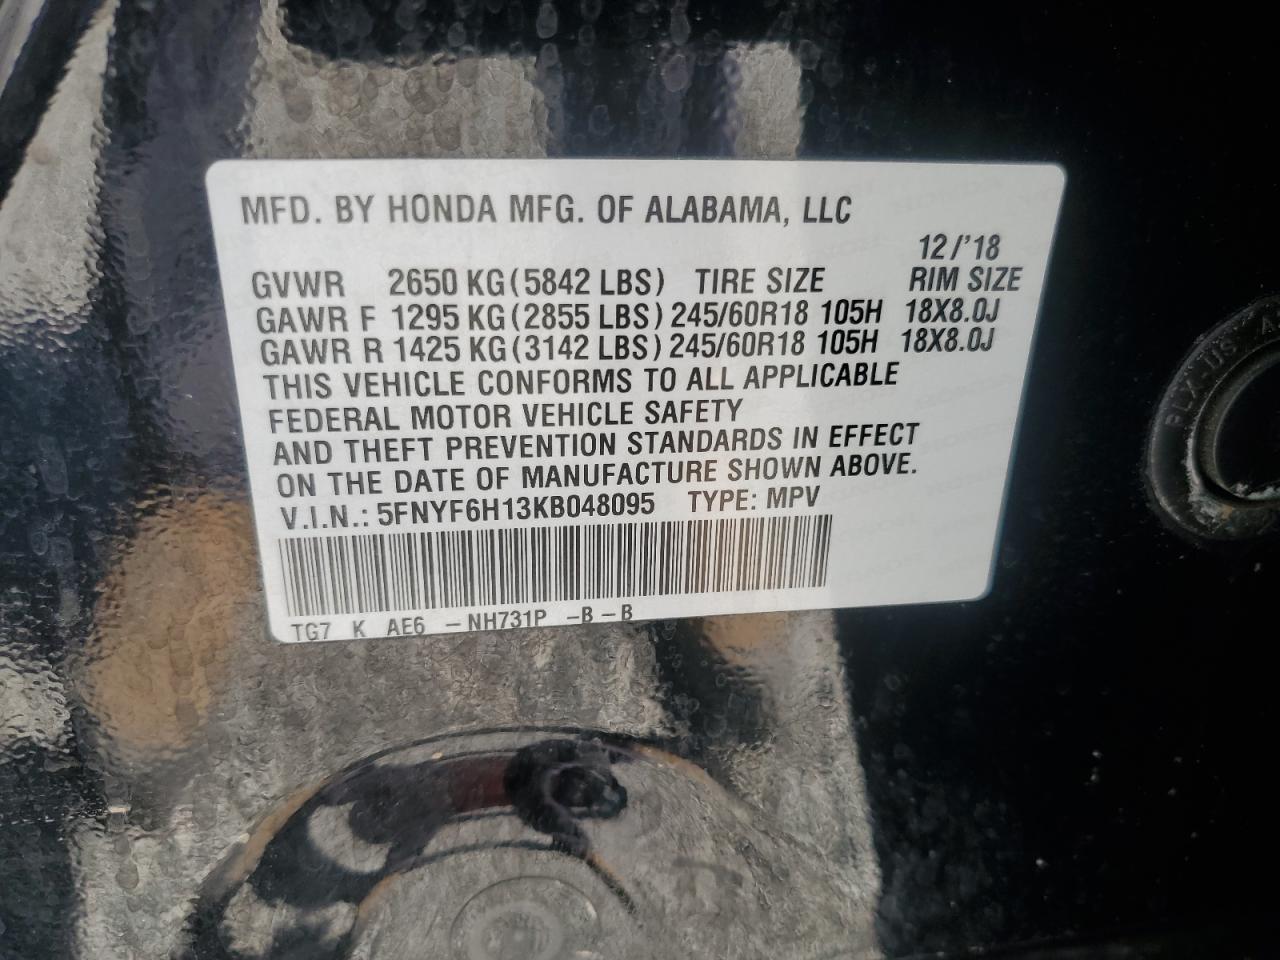 MFD. BY HONDA MFG. OF ALABAMA, LLC
12/'18
GVWR 2650 KG (5842 LBS) TIRE SIZE RIM SIZE
GAWR F 1295 KG (2855 LBS) 245/60R18 105H 18X8.0J
GAWR R 1425 KG (3142 LBS) 245/60R18 105H 18X8.0J
THIS VEHICLE CONFORMS TO ALL APPLICABLE
FEDERAL MOTOR VEHICLE SAFETY
AND THEFT PREVENTION STANDARDS IN EFFECT
ON THE DATE OF MANUFACTURE SHOWN ABOVE.
V.I.N.: 5FNYF6H13KB048095 TYPE: MPV
TG7 K AE6 -NH731P -B-B